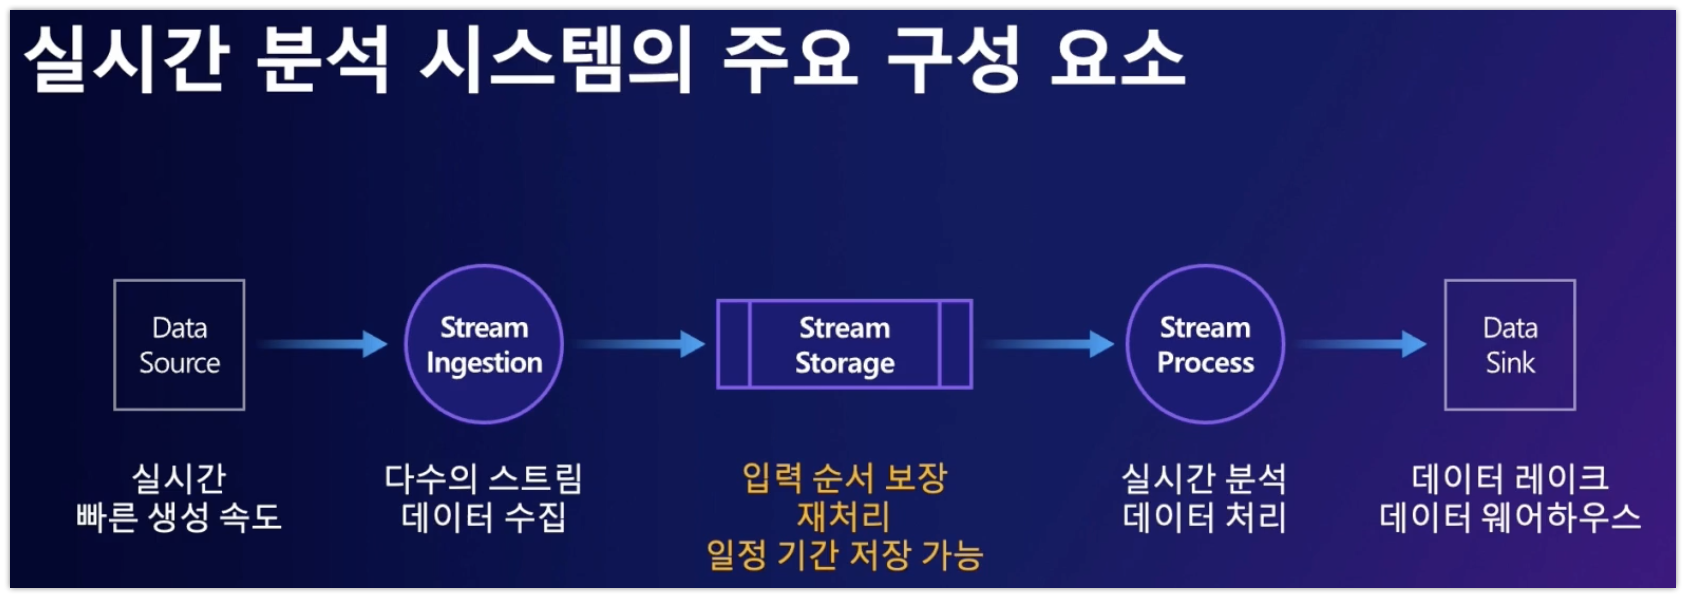 실시간 분석 시스템의 주요 구성 요소
Data
Source
Stream
Ingestion
Stream
Storage
Stream
Process
Data
Sink
실시간
빠른 생성 속도
다수의 스트림
데이터 수집
입력 순서 보장
재처리
일정 기간 저장 가능
실시간 분석
데이터 처리
데이터 레이크
데이터 웨어하우스